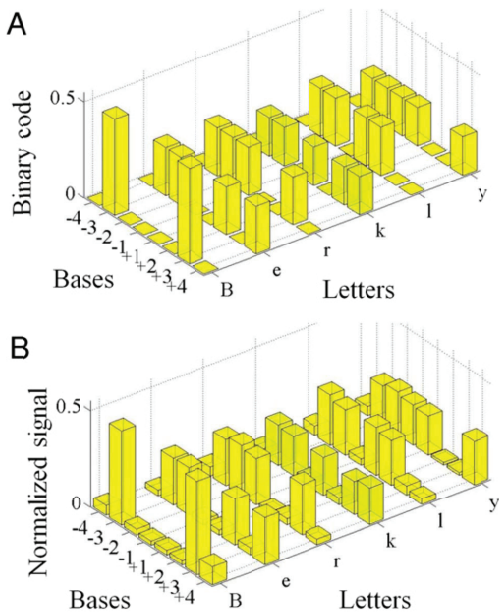 A
Binary code
0.5
0
-4
-3
-2
-1
+1
+2
+3
+4
Bases
B
e
r
k
l
y
Letters
B
Normalized signal
0.5
0
-4
-3
-2
-1
+1
+2
+3
+4
Bases
B
e
r
k
l
y
Letters